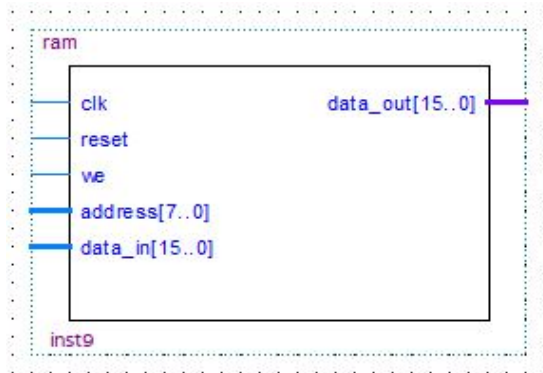 ram
clk
data_out[15..0]
reset
we
address[7..0]
data_in[15..0]
inst9